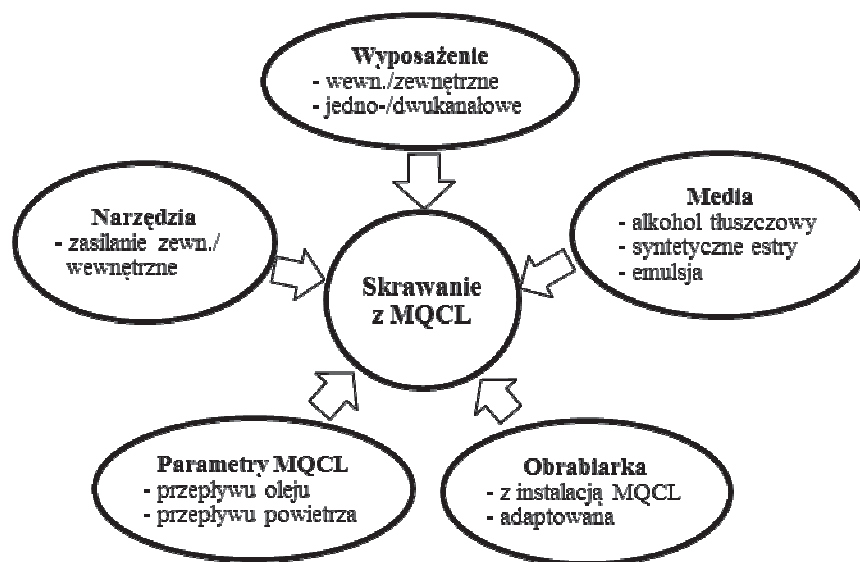 Wyposażenie
- wewn./zewnętrzne
- jedno-/dwukanałowe
Narzędzia
- zasilanie zewn./
wewnętrzne
Media
- alkohol tłuszczowy
- syntetyczne estry
- emulsja
Skrawanie
z MQCL
Parametry MQCL
- przepływu oleju
- przepływu powietrza
Obrabiarka
- z instalacją MQCL
- adaptowana